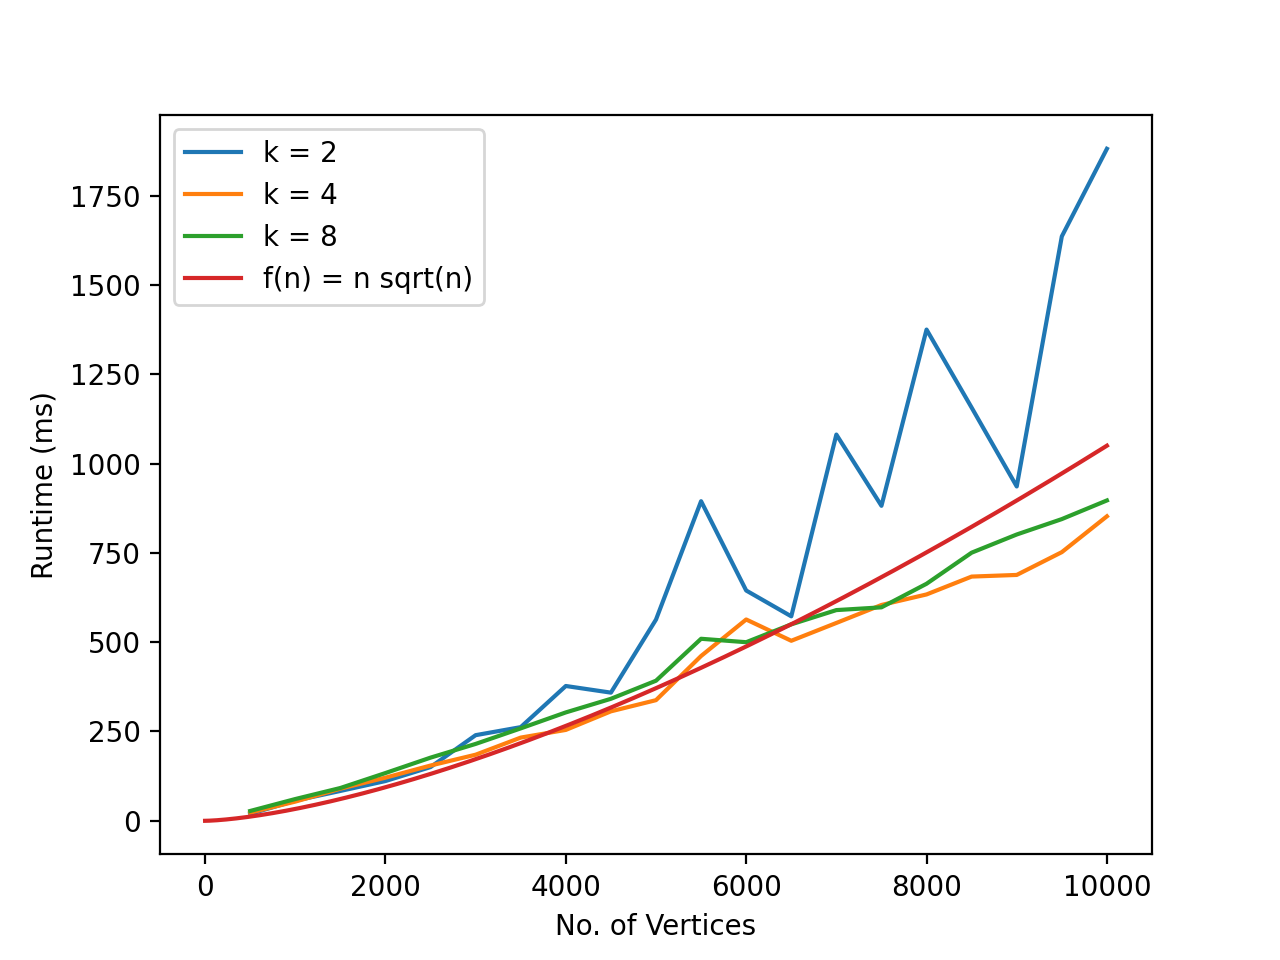 k = 2
k = 4
k = 8
f(n) = n sqrt(n)
1750
1500
1250
1000
750
500
250
0
Runtime (ms)
0 2000 4000 6000 8000 10000
No. of Vertices